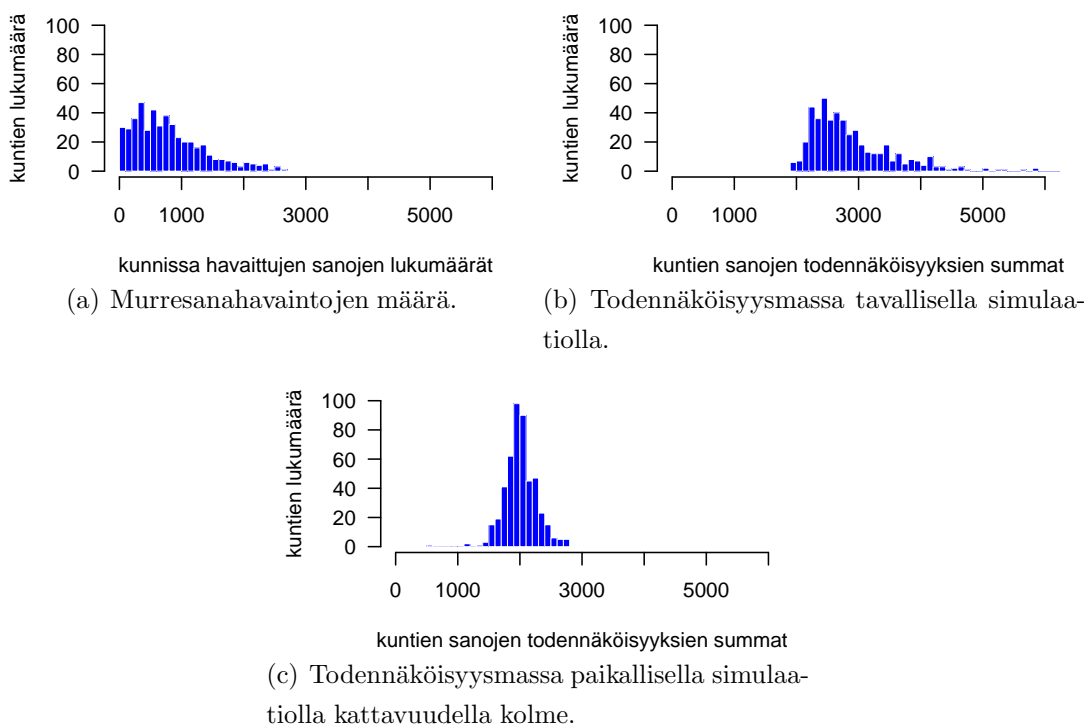 kuntien lukumäärä
100
80
60
40
20
0
0 1000 3000 5000
kunnissa havaittujen sanojen lukumäärät
(a) Murresanahavaintojen määrä.
kuntien lukumäärä
100
80
60
40
20
0
0 1000 3000 5000
kuntien sanojen todennäköisyyksien summat
(b) Todennäköisyysmassa tavallisella simulaa-
tiolla.
kuntien lukumäärä
100
80
60
40
20
0
0 1000 3000 5000
kuntien sanojen todennäköisyyksien summat
(c) Todennäköisyysmassa paikallisella simulaa-
tiolla kattavuudella kolme.